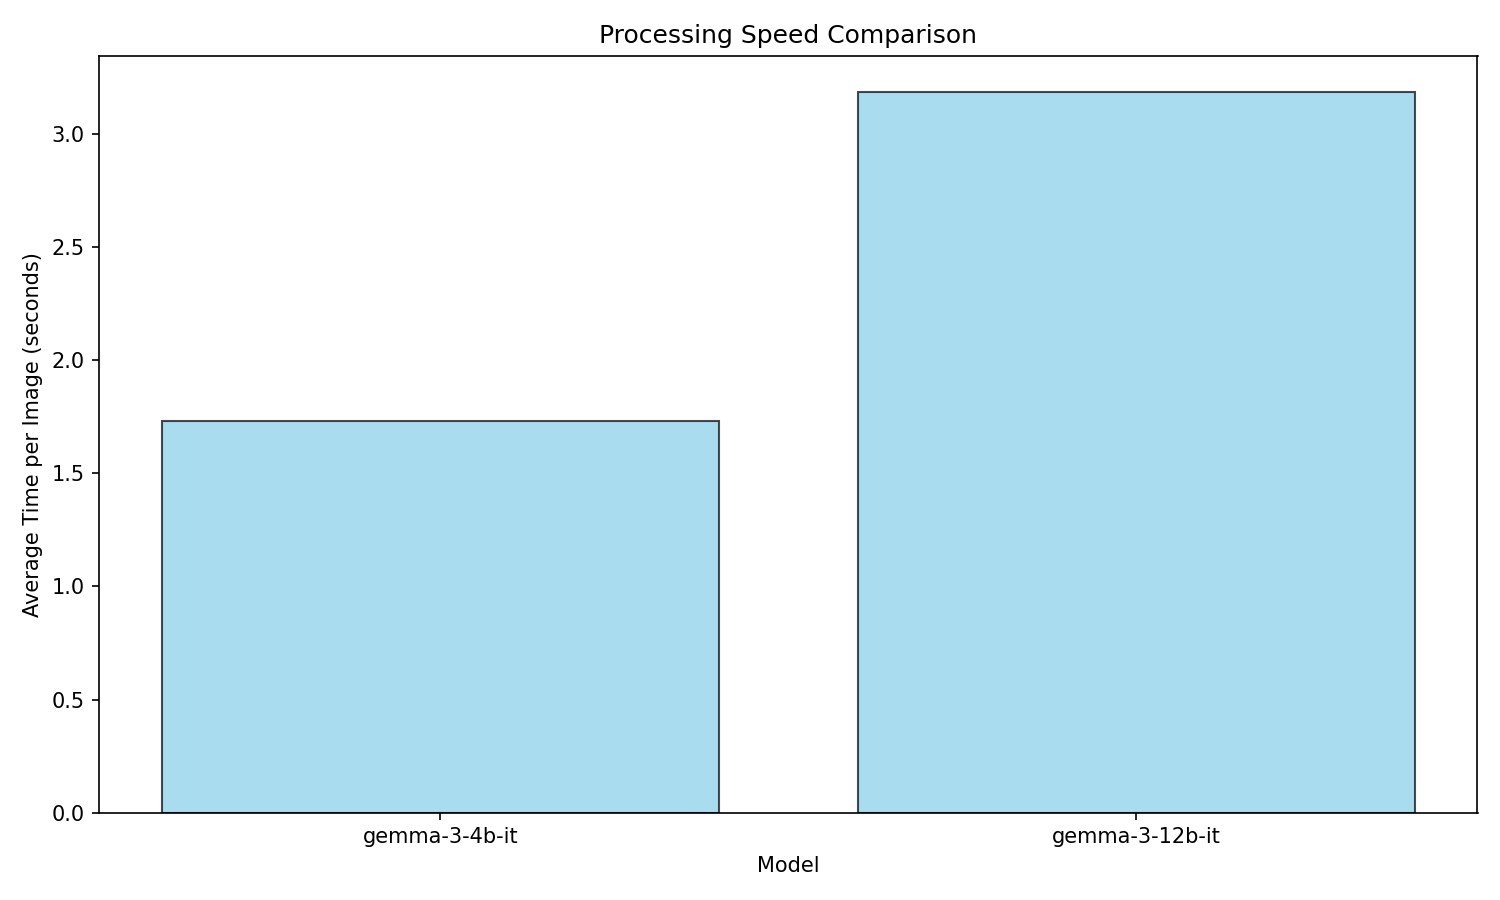 Processing Speed Comparison
Average Time per Image (seconds)
3.0
2.5
2.0
1.5
1.0
0.5
0.0
gemma-3-4b-it
gemma-3-12b-it
Model